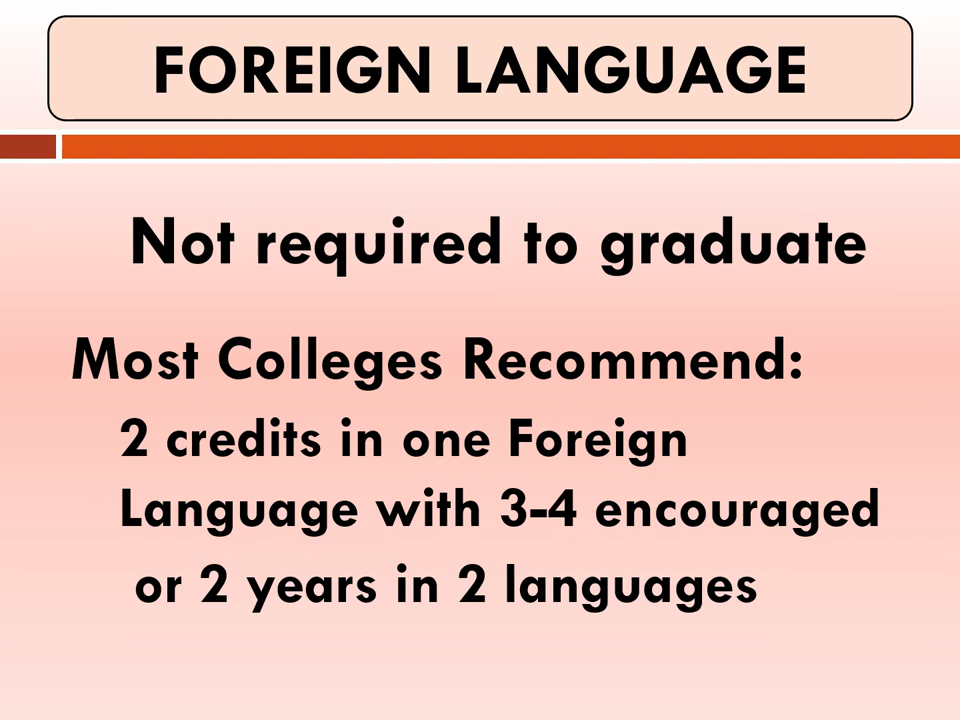 FOREIGN LANGUAGE
Not required to graduate
Most Colleges Recommend:
2 credits in one Foreign
Language with 3-4 encouraged
or 2 years in 2 languages